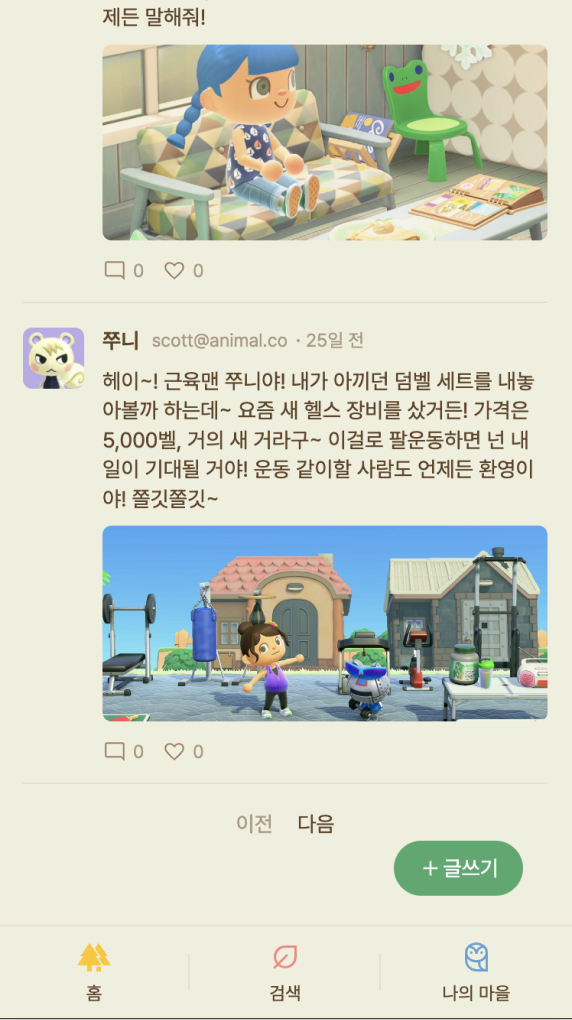 제든 말해줘!
0 0
쭈니 scott@animal.co · 25일 전
헤이~! 근육맨 쭈니야! 내가 아끼던 덤벨 세트를 내놓
아볼까 하는데~ 요즘 새 헬스 장비를 샀거든! 가격은
5,000벨, 거의 새 거라구~ 이걸로 팔운동하면 넌 내
일이 기대될 거야! 운동 같이할 사람도 언제든 환영이
야! 쫄깃쫄깃~
0 0
이전 다음
+ 글쓰기
홈 검색 나의 마을